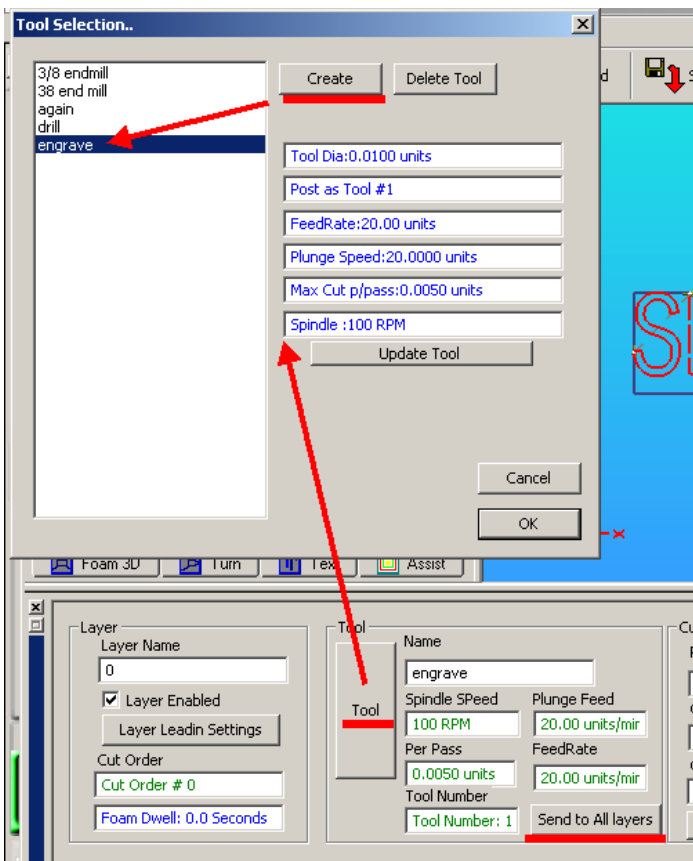 Tool Selection..
3/8 endmill
38 end mill
again
drill
engrave
Create
Delete Tool
Tool Dia:0.0100 units
Post as Tool #1
FeedRate:20.00 units
Plunge Speed:20.0000 units
Max Cut p/pass:0.0050 units
Spindle :100 RPM
Update Tool
Cancel
OK
x
Foam 3D
Turn
Assist
Layer
Layer Name
0
Layer Enabled
Layer Leadin Settings
Cut Order
Cut Order # 0
Foam Dwell: 0.0 Seconds
Tool
Tool
Name
engrave
Spindle SPeed
Plunge Feed
100 RPM
20.00 units/mir
Per Pass
FeedRate
0.0050 units
20.00 units/mir
Tool Number
Tool Number: 1
Send to All layers